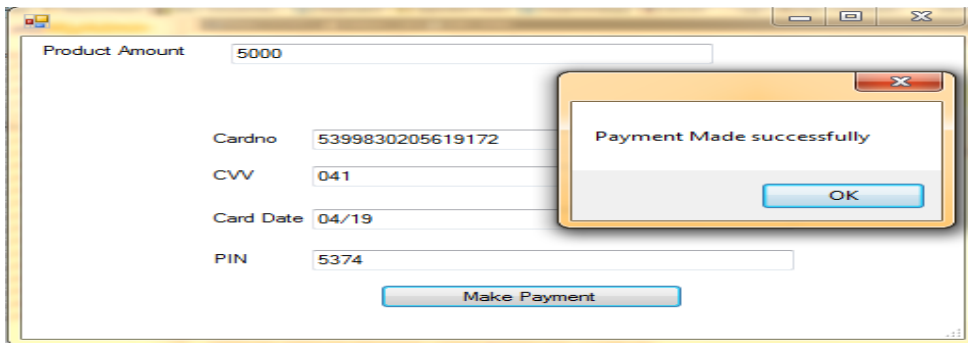 Product Amount 5000
Cardno 5399830205619172
CVV 041
Card Date 04/19
PIN 5374
Make Payment
Payment Made successfully
OK